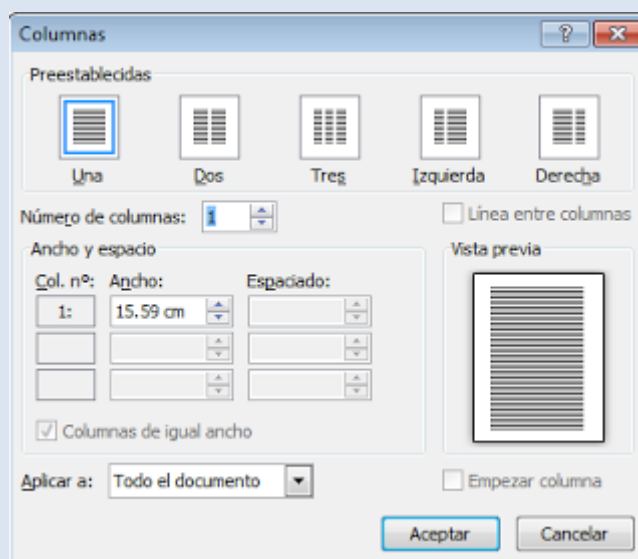 Columnas
Preestablecidas
Una Dos Tres Izquierda Derecha
Número de columnas: 1 Línea entre columnas
Ancho y espacio Vista previa
Col. nº: Ancho: Espaciado:
1: 15.59 cm
Columnas de igual ancho
Aplicar a: Todo el documento Empezar columna
Aceptar Cancelar